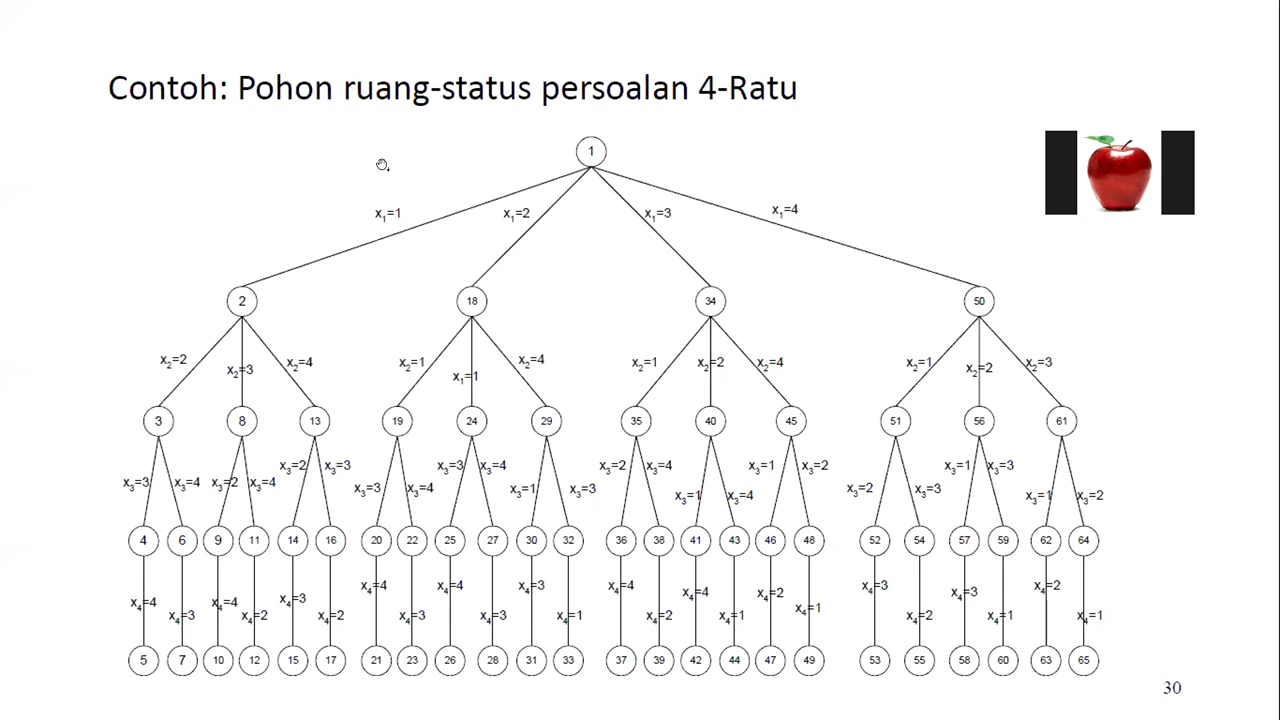 Contoh: Pohon ruang-status persoalan 4-Ratu
1
x1=1 x1=2 x1=3 x1=4
2 18 34 50
x2=2 x2=3 x2=4 x2=1 x1=1 x2=4 x2=1 x2=2 x2=4 x2=1 x2=2 x2=3
3 8 13 19 24 29 35 40 45 51 56 61
x3=3 x3=4 x3=2 x3=4 x3=2 x3=3 x3=3 x3=4 x3=3 x3=4 x3=1 x3=3 x3=2 x3=4 x3=1 x3=4 x3=1 x3=2 x3=2 x3=3 x3=1 x3=3 x3=1 x3=2
4 6 9 11 14 16 20 22 25 27 30 32 36 38 41 43 46 48 52 54 57 59 62 64
x4=4 x4=3 x4=4 x4=2 x4=3 x4=2 x4=4 x4=3 x4=4 x4=3 x4=3 x4=1 x4=4 x4=2 x4=4 x4=1 x4=2 x4=1 x4=3 x4=2 x4=3 x4=1 x4=2 x4=1
5 7 10 12 15 17 21 23 26 28 31 33 37 39 42 44 47 49 53 55 58 60 63 65
30